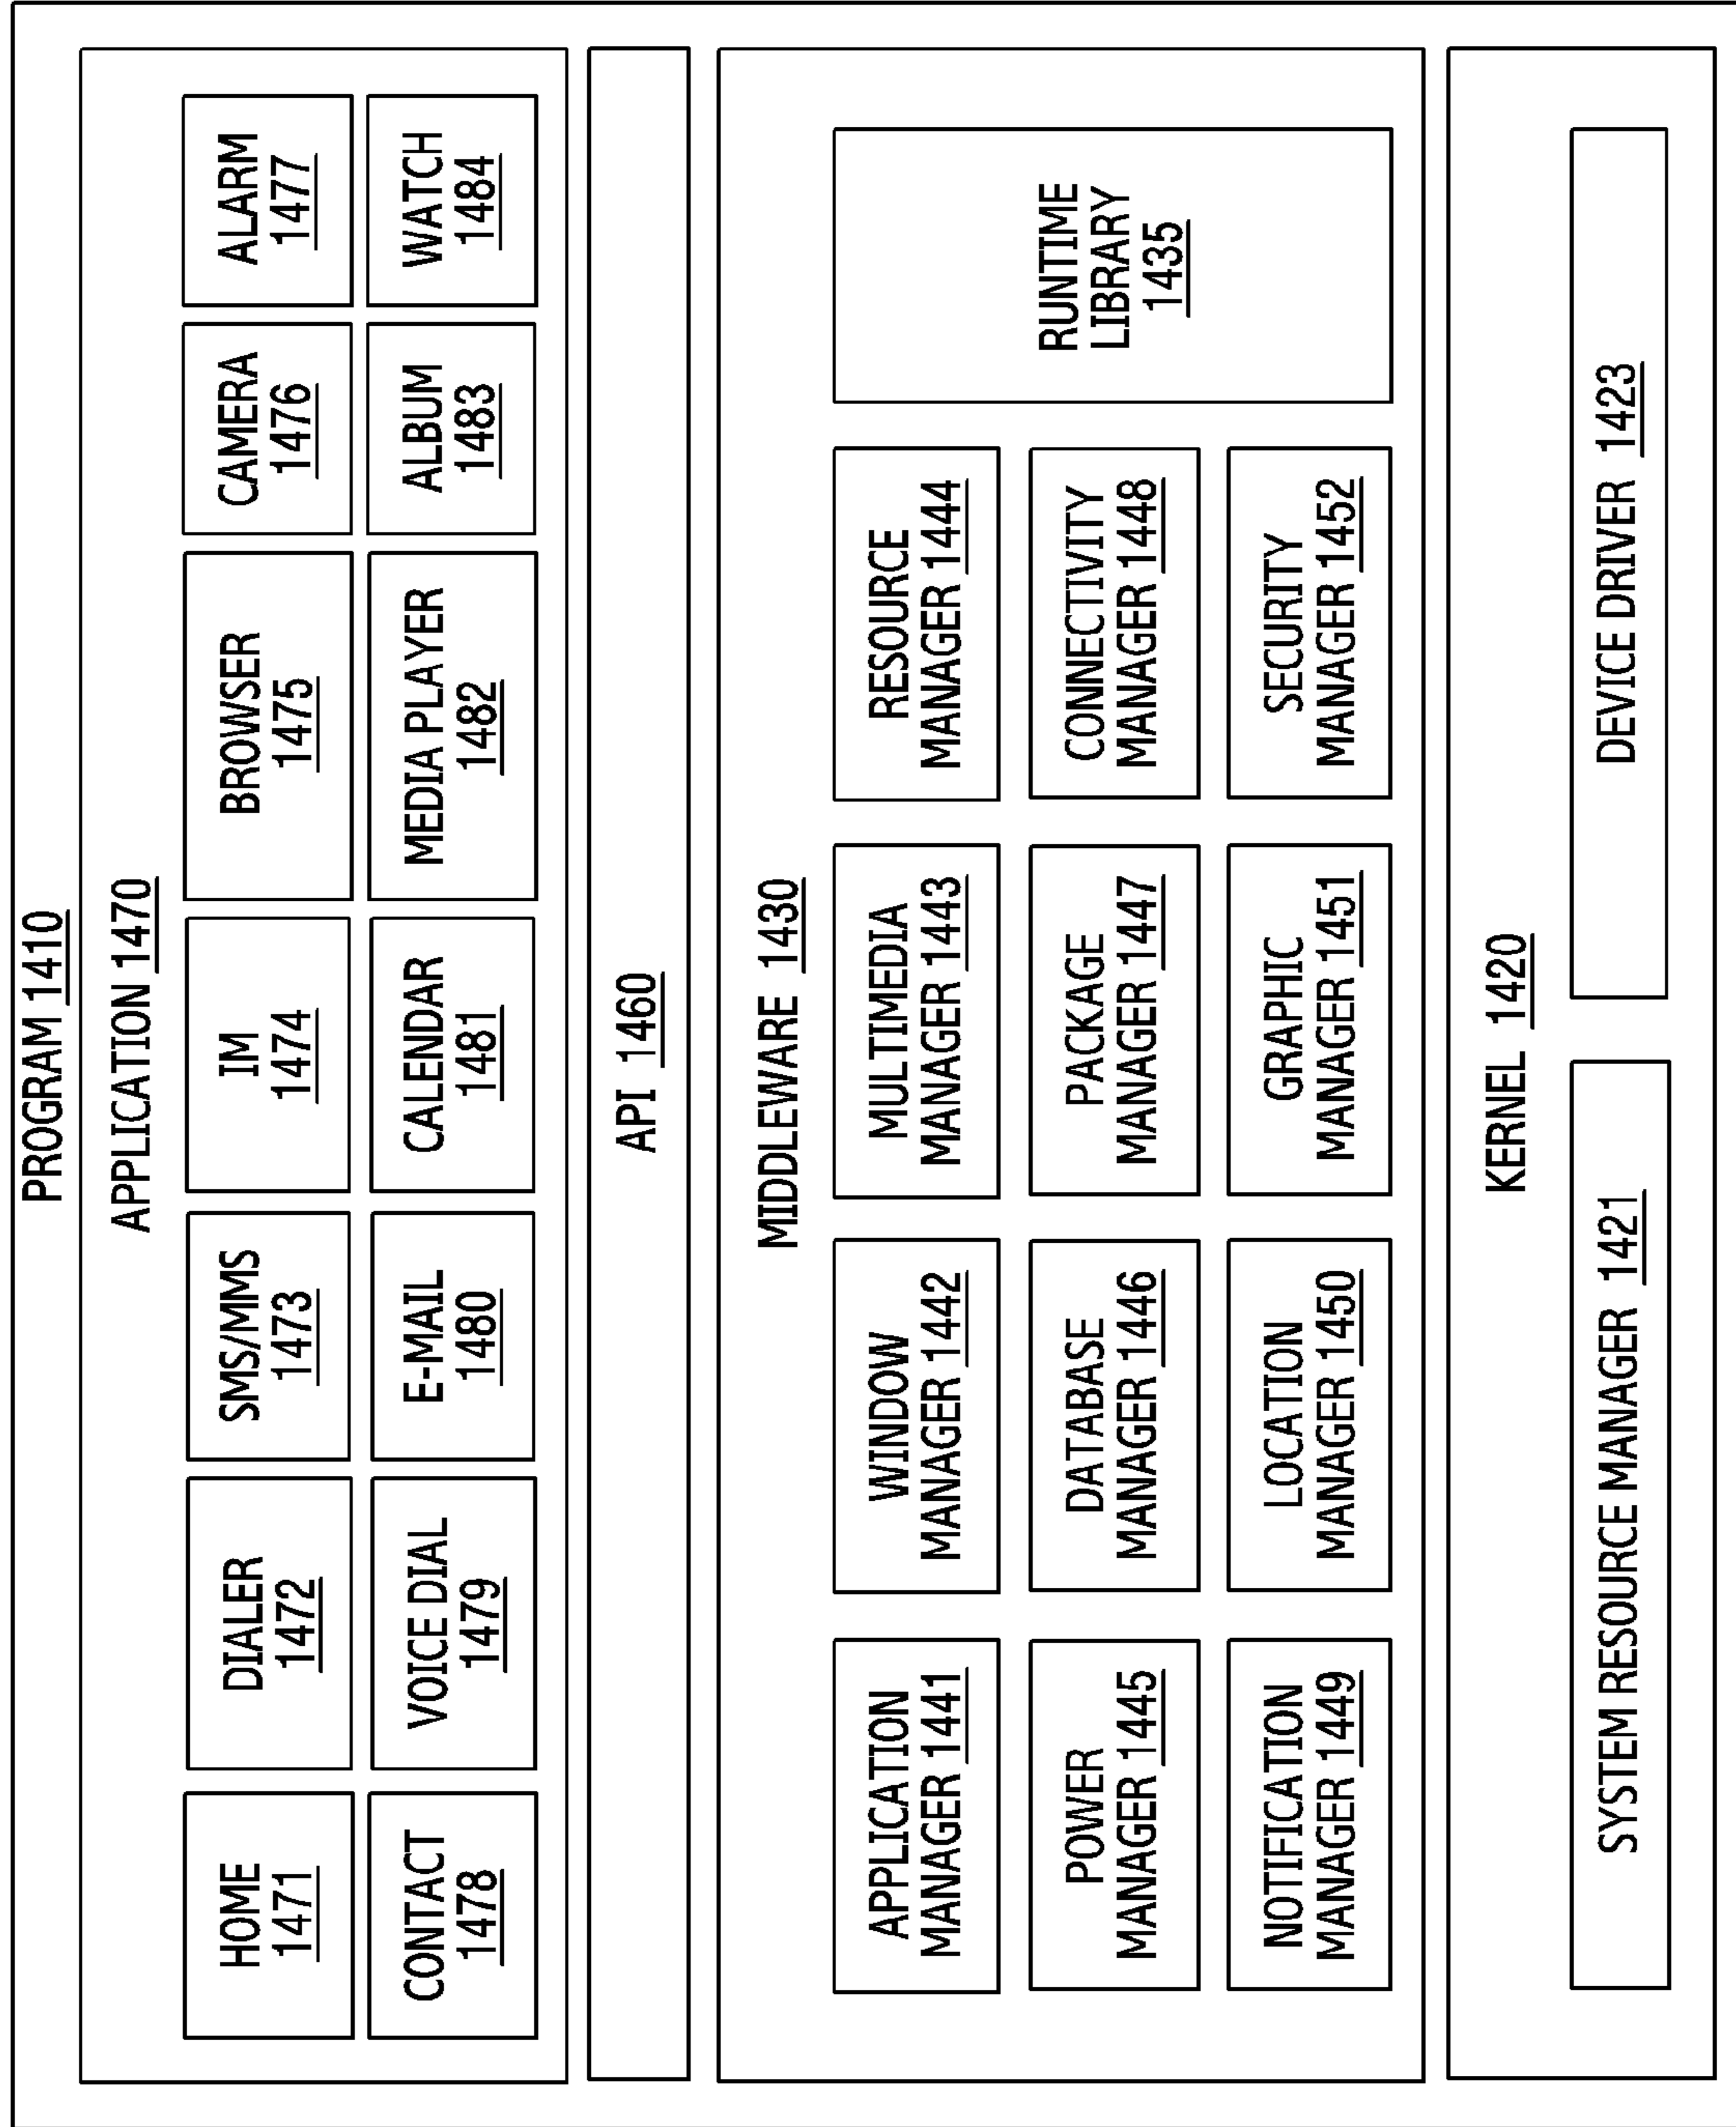 PROGRAM 1410
APPLICATION 1470
HOME
1471
DIALER
1472
SMS/MMS
1473
IM
1474
BROWSER
1475
CAMERA
1476
ALARM
1477
CONTACT
1478
VOICE DIAL
1479
E-MAIL
1480
CALENDAR
1481
MEDIA PLAYER
1482
ALBUM
1483
WATCH
1484
API 1460
MIDDLEWARE 1430
APPLICATION
MANAGER 1441
WINDOW
MANAGER 1442
MULTIMEDIA
MANAGER 1443
RESOURCE
MANAGER 1444
POWER
MANAGER 1445
DATABASE
MANAGER 1446
PACKAGE
MANAGER 1447
CONNECTIVITY
MANAGER 1448
NOTIFICATION
MANAGER 1449
LOCATION
MANAGER 1450
GRAPHIC
MANAGER 1451
SECURITY
MANAGER 1452
RUNTIME
LIBRARY
1435
KERNEL 1420
SYSTEM RESOURCE MANAGER 1421
DEVICE DRIVER 1423